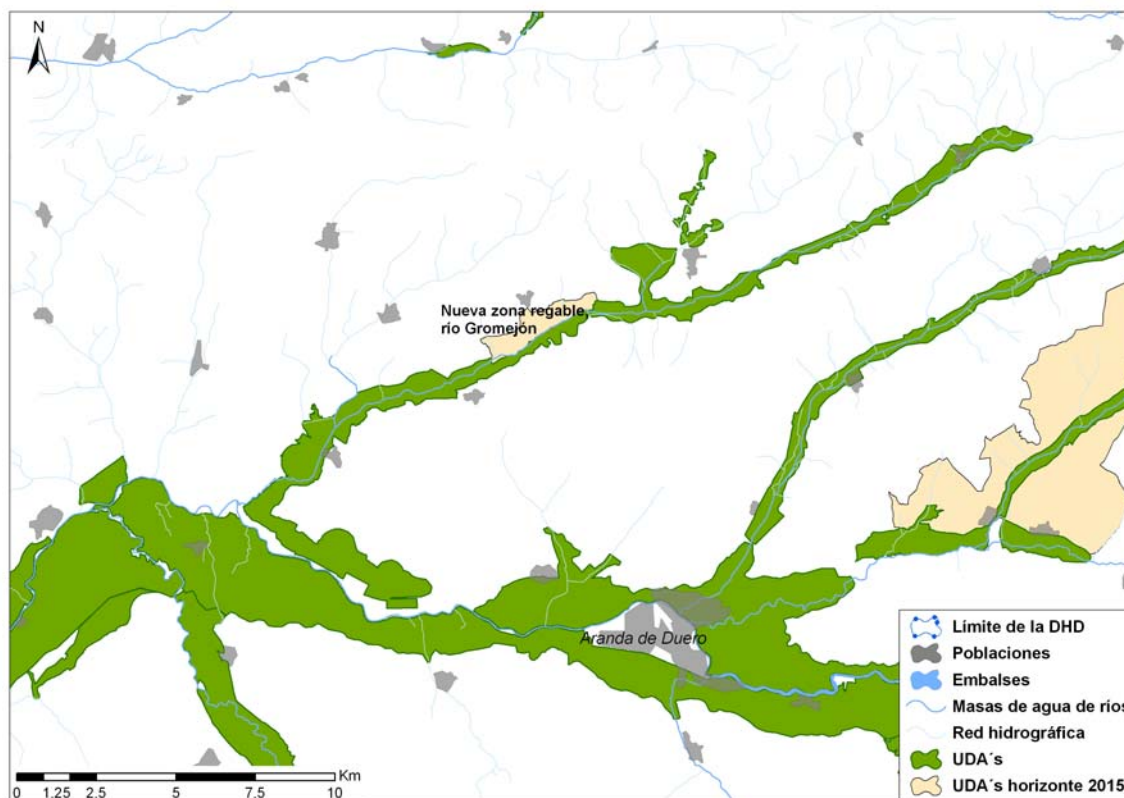 N
Nueva zona regable,
río Gromejón
Aranda de Duero
Límite de la DHD
Poblaciones
Embalses
Masas de agua de ríos
Red hidrográfica
UDA´s
UDA´s horizonte 2015
Km
0 1.25 2.5 5 7.5 10